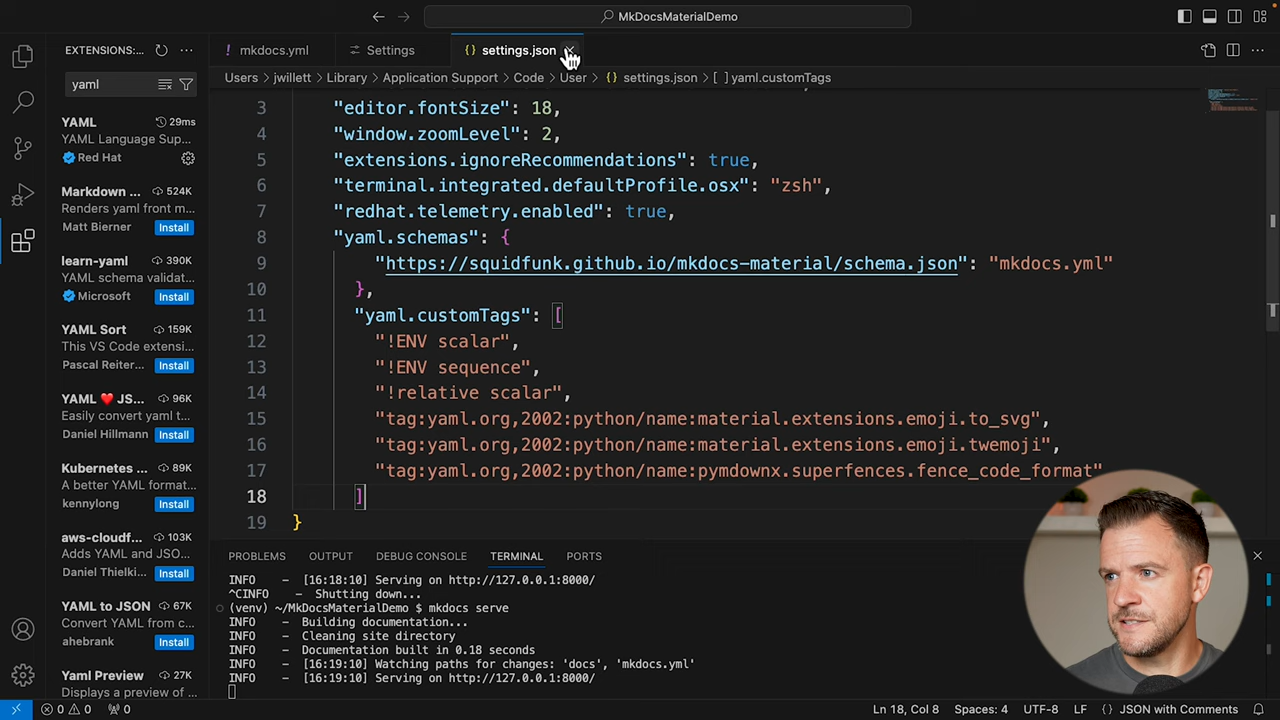 MkDocsMaterialDemo
EXTENSIONS:
mkdocs.yml
Settings
{} settings.json
Users > jwillett > Library > Application Support > Code > User > {} settings.json > [ ] yaml.customTags
yaml
YAML 29ms
YAML Language Sup...
Red Hat
Markdown ... 524K
Renders yaml front m...
Matt Bierner Install
learn-yaml 390K
YAML schema validat...
Microsoft Install
YAML Sort 159K
This VS Code extensi...
Pascal Reiter... Install
YAML ❤️ JS... 96K
Easily convert yaml t...
Daniel Hillmann Install
Kubernetes ... 89K
A better YAML format...
kennylong Install
aws-cloudf... 103K
Adds YAML and JSO...
Daniel Thielki... Install
YAML to JSON 67K
Convert YAML from c...
ahebrank Install
Yaml Preview 54K
Displays a preview of ...
3 "editor.fontSize": 18,
4 "window.zoomLevel": 2,
5 "extensions.ignoreRecommendations": true,
6 "terminal.integrated.defaultProfile.osx": "zsh",
7 "redhat.telemetry.enabled": true,
8 "yaml.schemas": {
9 "https://squidfunk.github.io/mkdocs-material/schema.json": "mkdocs.yml"
10 },
11 "yaml.customTags": [
12 "!ENV scalar",
13 "!ENV sequence",
14 "!relative scalar",
15 "tag:yaml.org,2002:python/name:material.extensions.emoji.to_svg",
16 "tag:yaml.org,2002:python/name:material.extensions.emoji.twemoji",
17 "tag:yaml.org,2002:python/name:pymdownx.superfences.fence_code_format"
18 ]
19 }
PROBLEMS OUTPUT DEBUG CONSOLE TERMINAL PORTS
INFO - [16:18:10] Serving on http://127.0.0.1:8000/
^CINFO - Shutting down...
(venv) ~/MkDocsMaterialDemo $ mkdocs serve
INFO - Building documentation...
INFO - Cleaning site directory
INFO - Documentation built in 0.18 seconds
INFO - [16:19:10] Watching paths for changes: 'docs', 'mkdocs.yml'
INFO - [16:19:10] Serving on http://127.0.0.1:8000/
0 0 0
Ln 18, Col 8 Spaces: 4 UTF-8 LF {} JSON with Comments